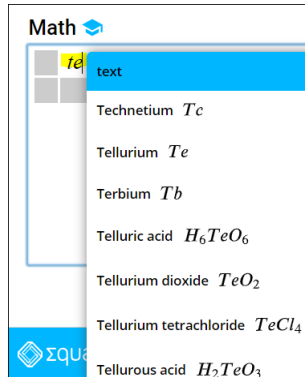 Math
te
text
Technetium Tc
Tellurium Te
Terbium Tb
Telluric acid H₆TeO₆
Tellurium dioxide TeO₂
Tellurium tetrachloride TeCl₄
Tellurous acid H₂TeO₃